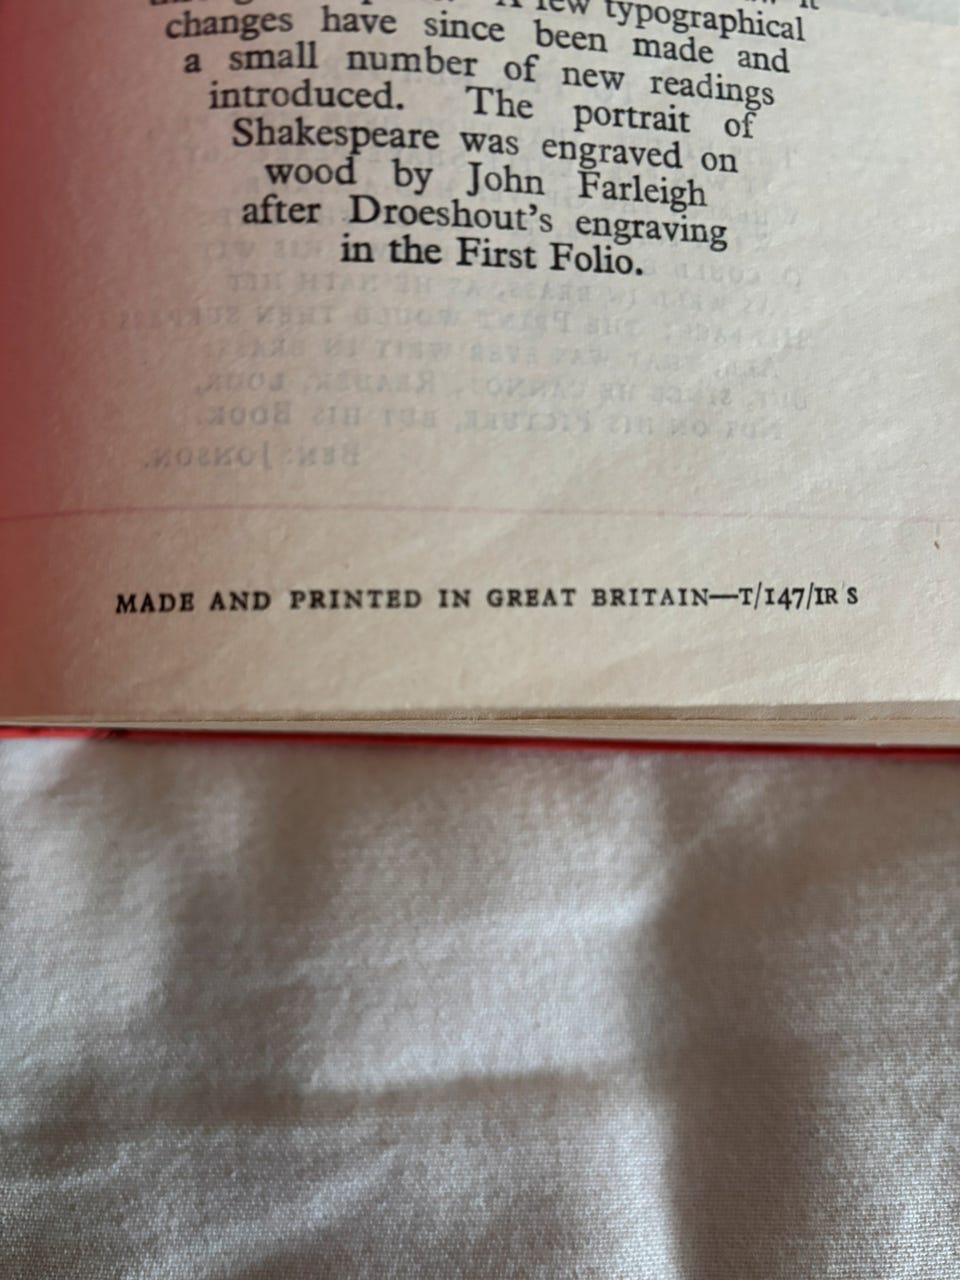 A few typographical
changes have since been made and
a small number of new readings
introduced. The portrait of
Shakespeare was engraved on
wood by John Farleigh
after Droeshout's engraving
in the First Folio.
MADE AND PRINTED IN GREAT BRITAIN—T/147/IR S